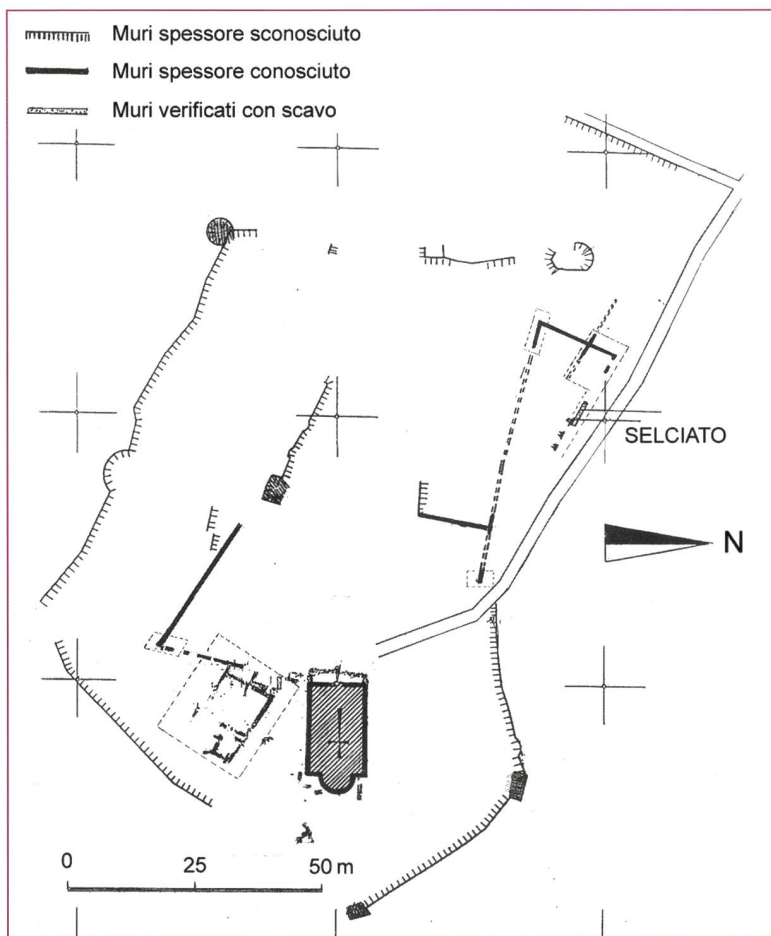 Muri spessore sconosciuto
Muri spessore conosciuto
Muri verificati con scavo
SELCIATO
N
0 25 50 m